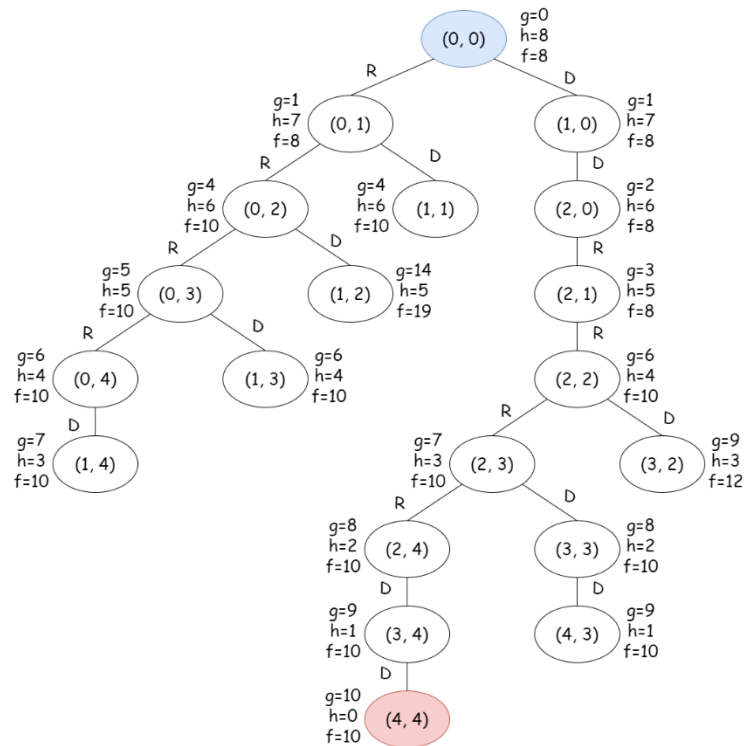 g=0
h=8
f=8
(0, 0)
R
D
g=1
h=7
f=8
(0, 1)
(1, 0)
g=1
h=7
f=8
R
D
D
g=4
h=6
f=10
(0, 2)
g=4
h=6
f=10
(1, 1)
(2, 0)
g=2
h=6
f=8
R
D
R
g=5
h=5
f=10
(0, 3)
(1, 2)
g=14
h=5
f=19
(2, 1)
g=3
h=5
f=8
R
D
R
g=6
h=4
f=10
(0, 4)
(1, 3)
g=6
h=4
f=10
(2, 2)
g=6
h=4
f=10
D
R
D
g=7
h=3
f=10
(1, 4)
g=7
h=3
f=10
(2, 3)
(3, 2)
g=9
h=3
f=12
R
D
g=8
h=2
f=10
(2, 4)
(3, 3)
g=8
h=2
f=10
D
D
g=9
h=1
f=10
(3, 4)
(4, 3)
g=9
h=1
f=10
D
g=10
h=0
f=10
(4, 4)